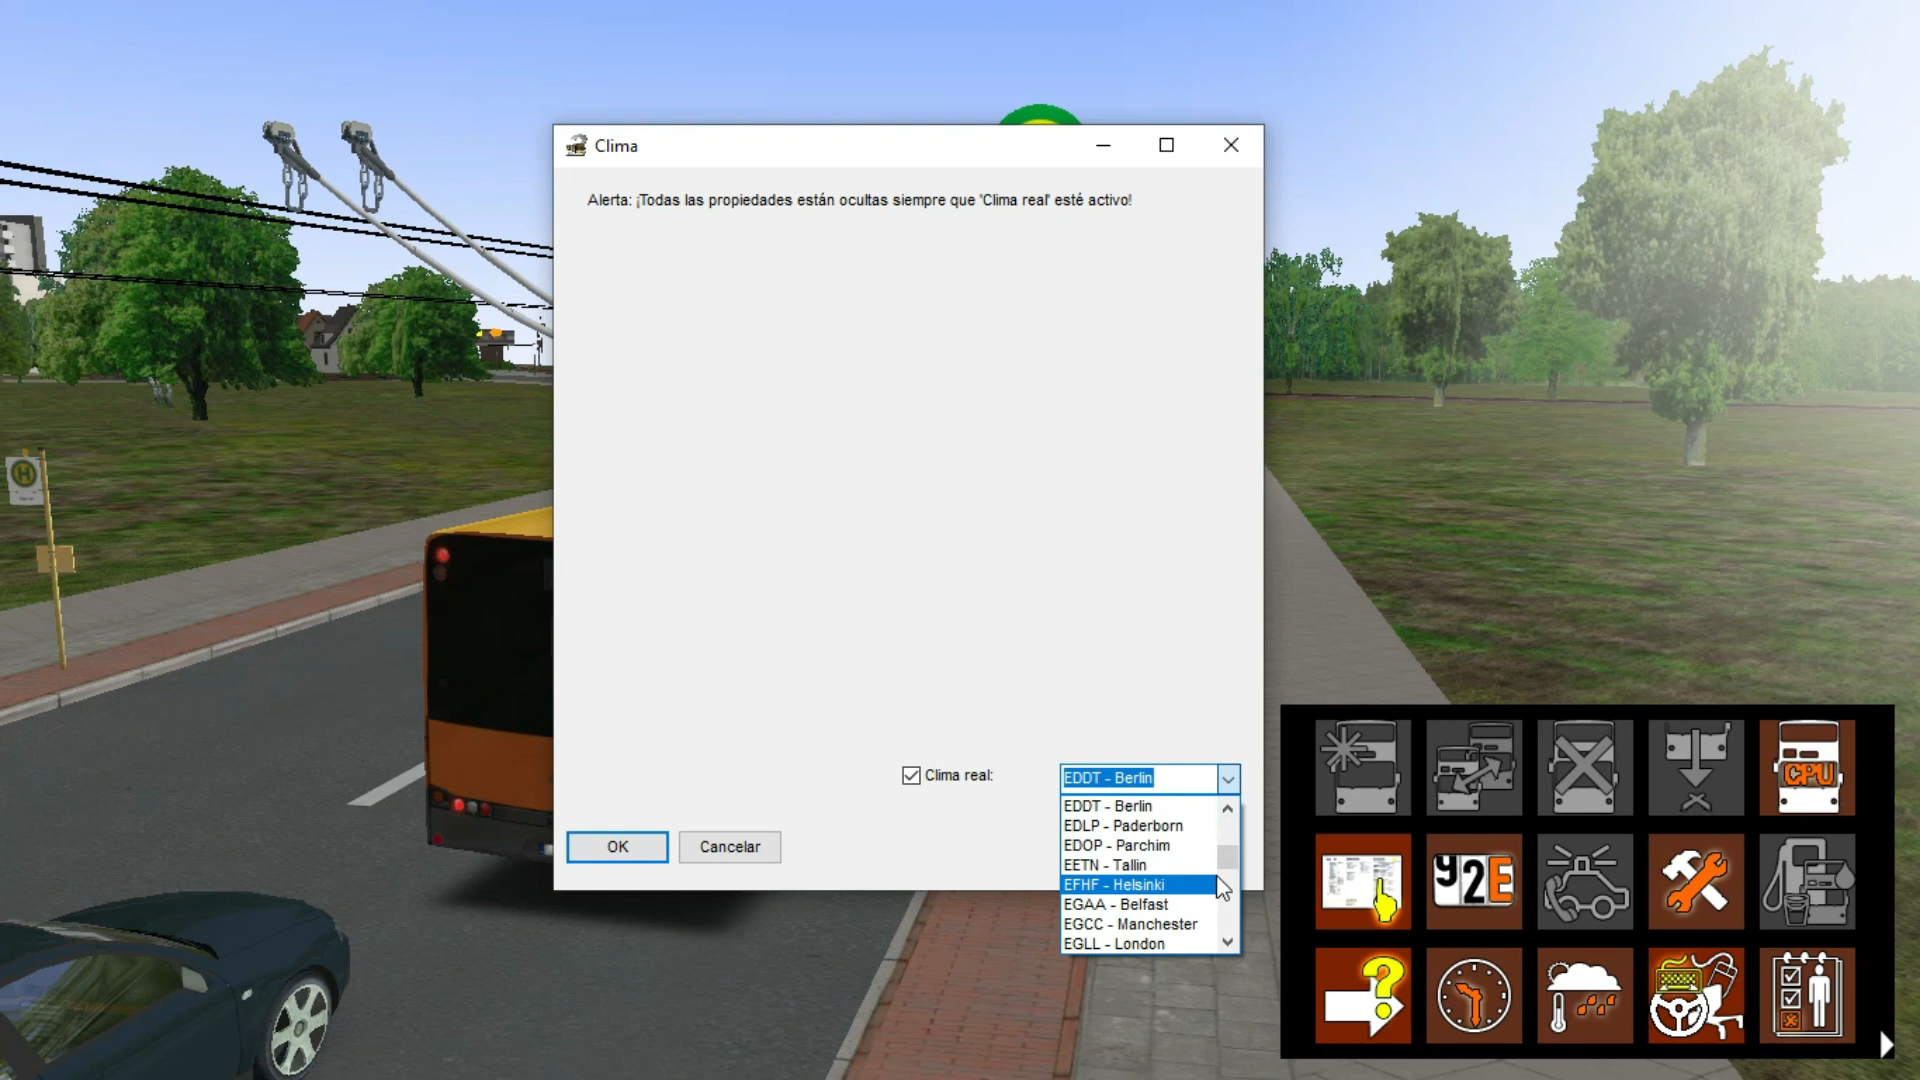 Clima
Alerta: ¡Todas las propiedades están ocultas siempre que 'Clima real' esté activo!
H
Clima real:
EDDT - Berlin
EDDT - Berlin
EDLP - Paderborn
EDOP - Parchim
EETN - Tallin
EFHF - Helsinki
EGAA - Belfast
EGCC - Manchester
EGLL - London
OK
Cancelar
CPU
92E
?